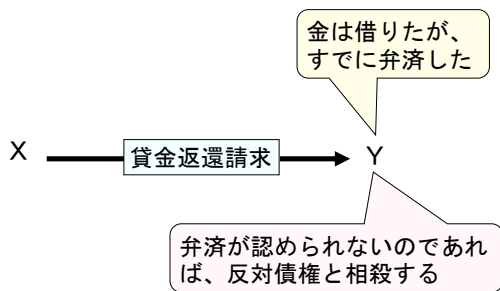 金は借りたが、
すでに弁済した
X
貸金返還請求
Y
弁済が認められないのであれ
ば、反対債権と相殺する